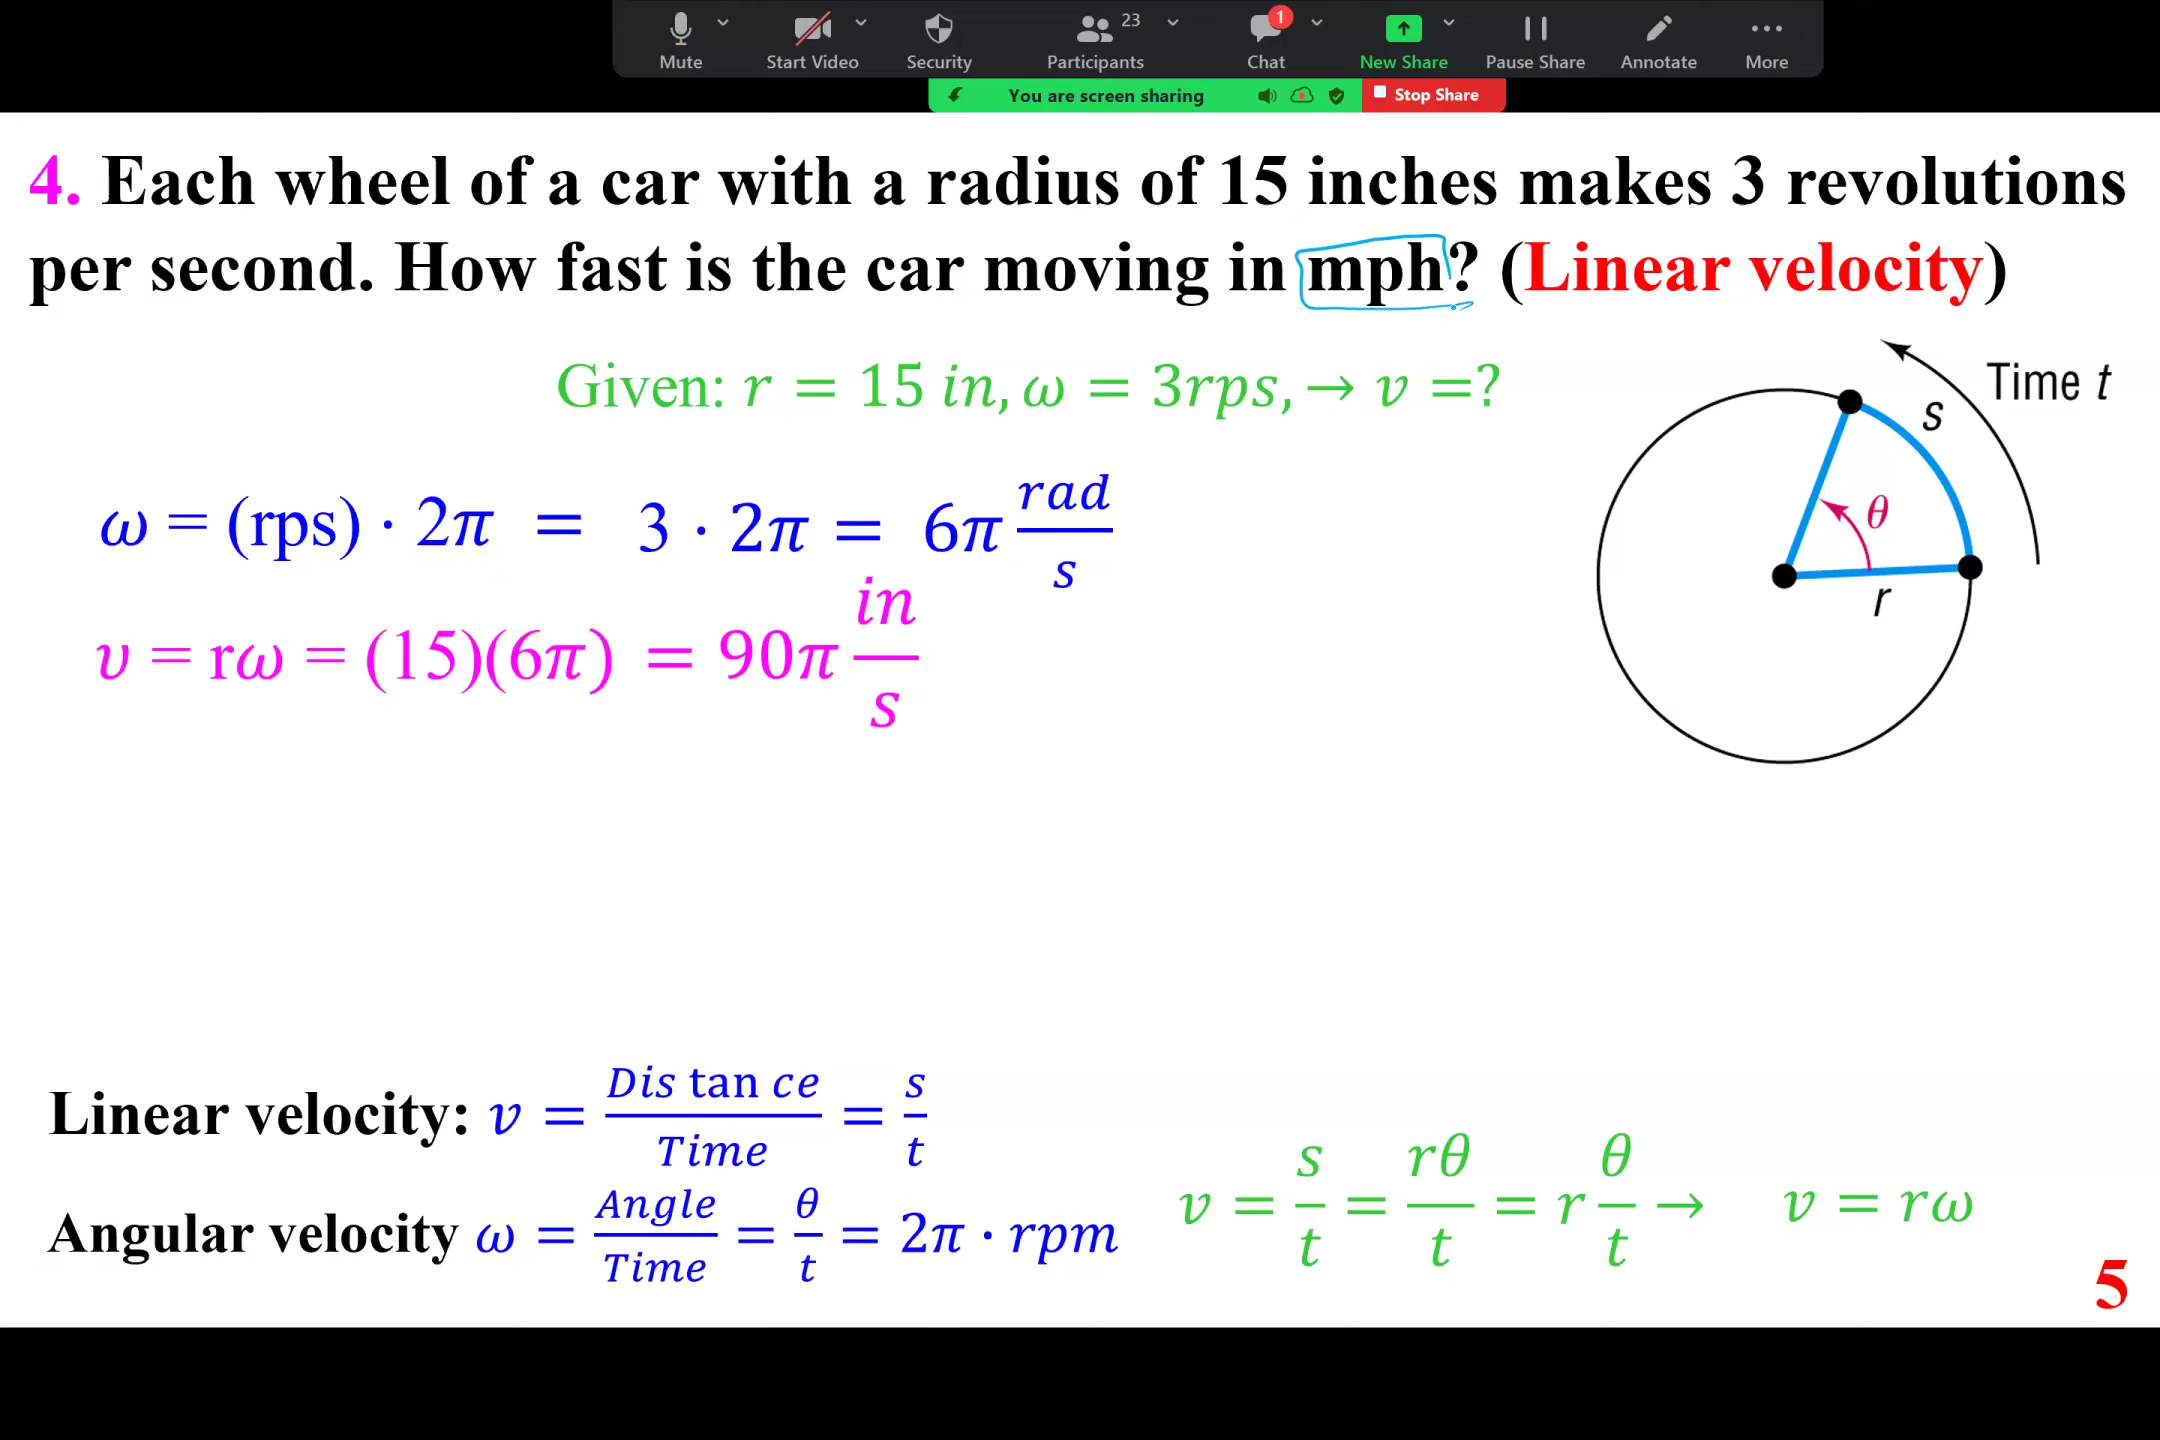 Mute Start Video Security Participants 23 Chat 1 New Share Pause Share Annotate More
You are screen sharing Stop Share
4. Each wheel of a car with a radius of 15 inches makes 3 revolutions
per second. How fast is the car moving in mph? (Linear velocity)
Given: r = 15 in, ω = 3rps, → v =?
Time t
s
θ
r
ω = (rps) · 2π = 3 · 2π = 6π rad/s
υ = rω = (15)(6π) = 90π in/s
Linear velocity: v = Dis tan ce/Time = s/t
Angular velocity ω = Angle/Time = θ/t = 2π · rpm
v = s/t = rθ/t = r θ/t → v = rω
5